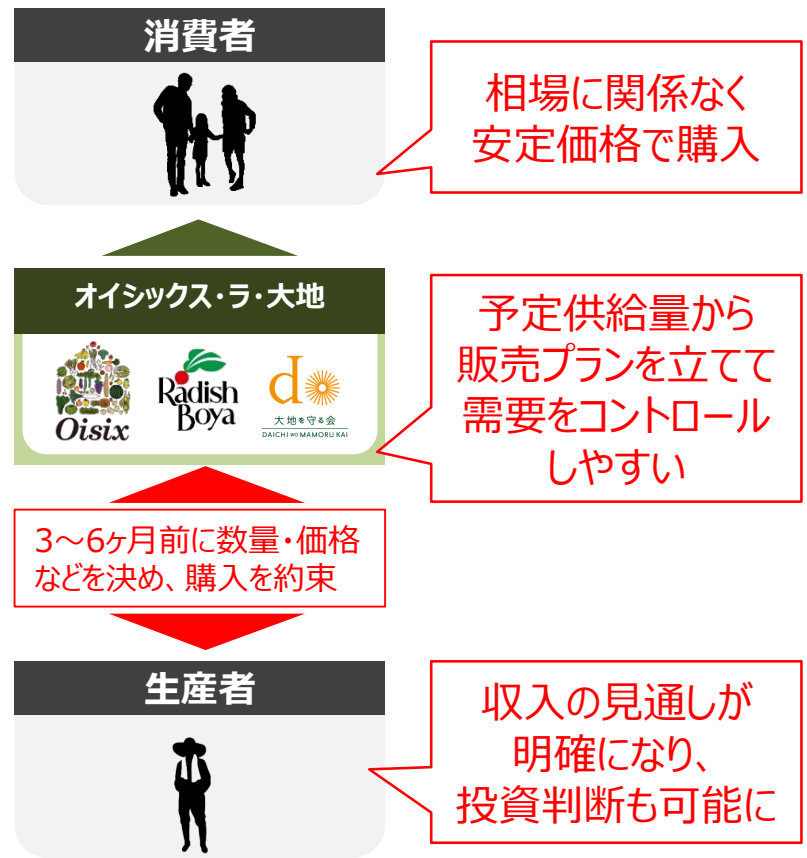 消費者
相場に関係なく
安定価格で購入
オイシックス・ラ・大地
Oisix
Radish
Boya
do
大地を守る会
DAICHI WO MAMORU KAI
予定供給量から
販売プランを立てて
需要をコントロール
しやすい
3～6ヶ月前に数量・価格
などを決め、購入を約束
生産者
収入の見通しが
明確になり、
投資判断も可能に